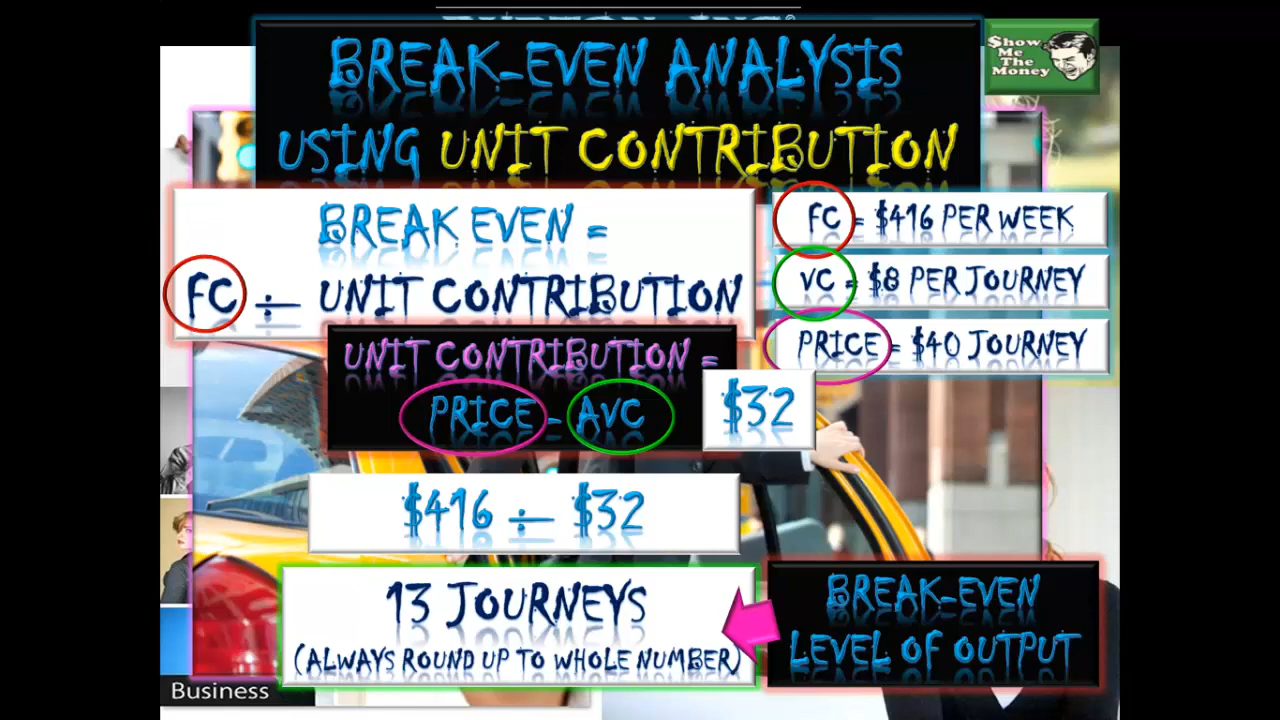 BREAK-EVEN ANALYSIS
USING UNIT CONTRIBUTION
Show
Me
The
Money
BREAK EVEN =
FC ÷ UNIT CONTRIBUTION
FC = $416 PER WEEK
VC = $8 PER JOURNEY
PRICE = $40 JOURNEY
UNIT CONTRIBUTION =
PRICE - AVC
$32
$416 ÷ $32
13 JOURNEYS
(ALWAYS ROUND UP TO WHOLE NUMBER)
BREAK-EVEN
LEVEL OF OUTPUT
Business